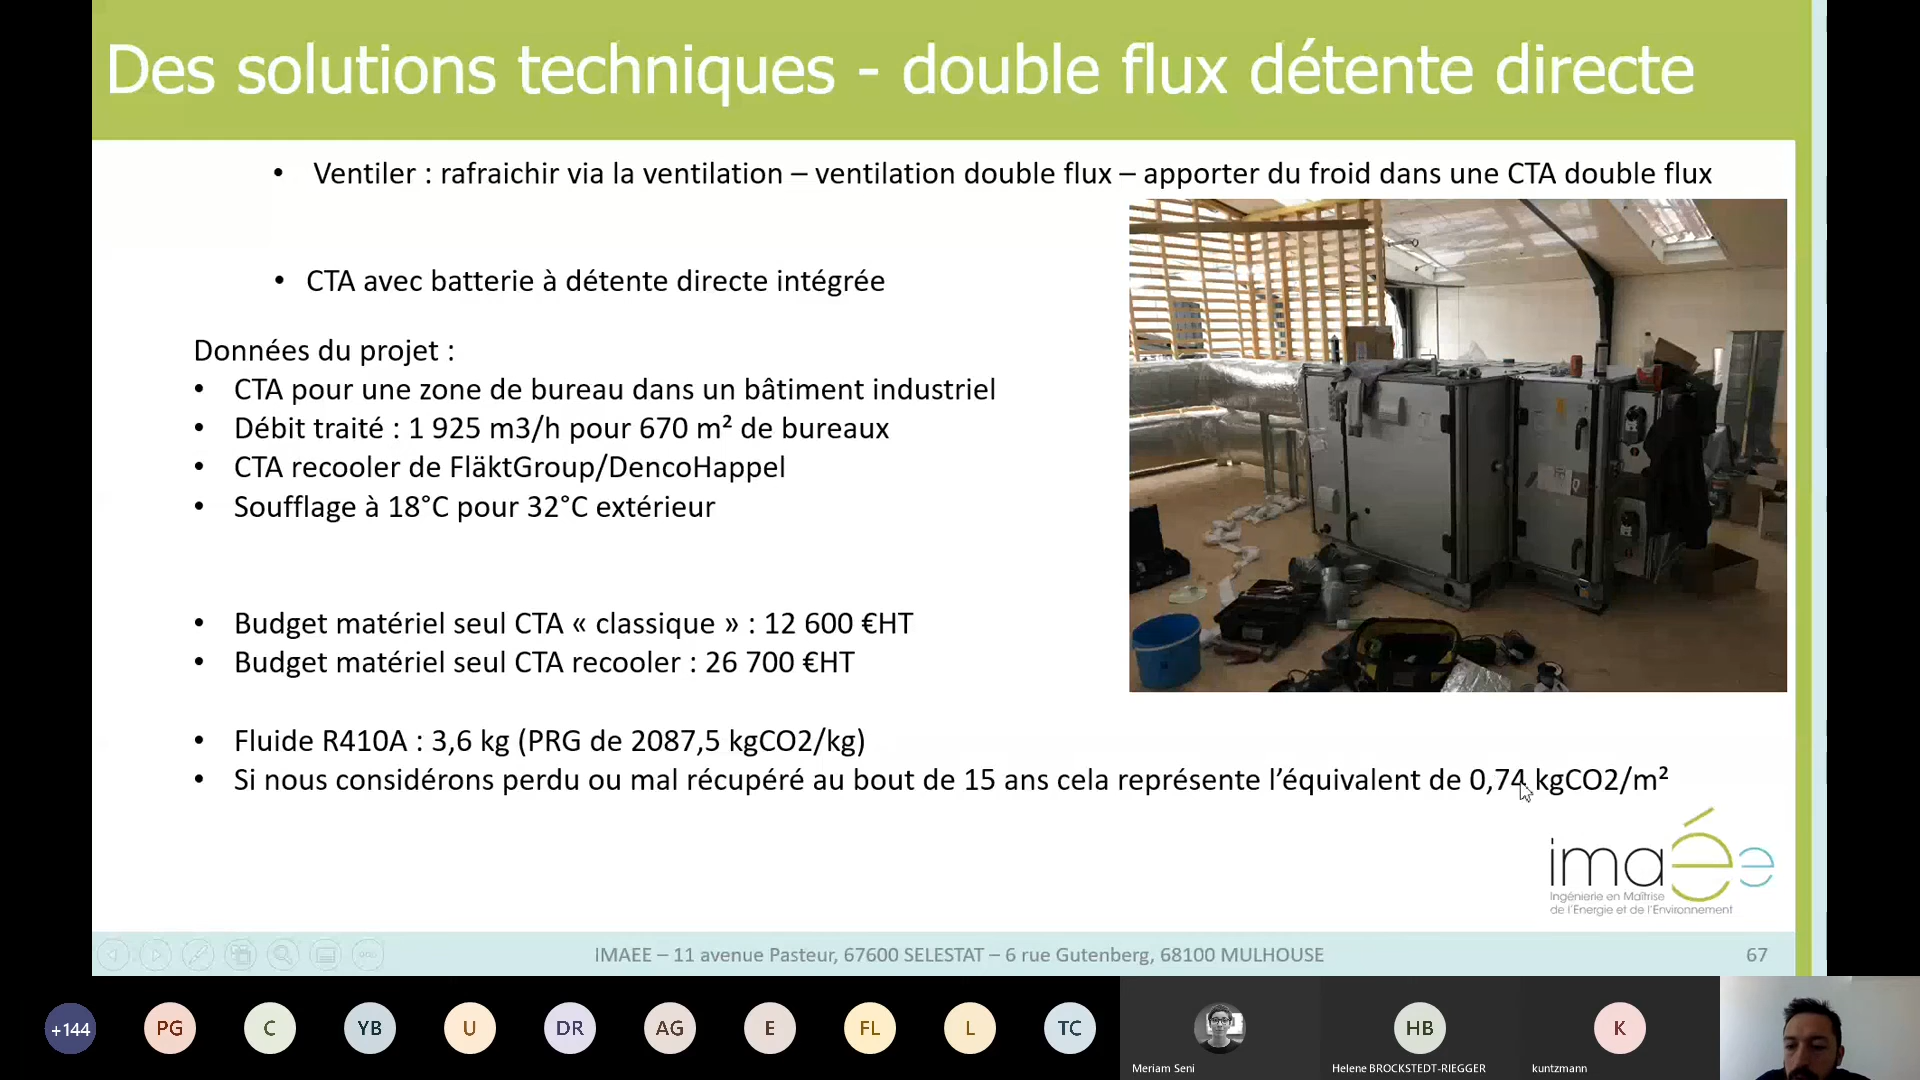 Des solutions techniques - double flux détente directe
• Ventiler : rafraichir via la ventilation – ventilation double flux – apporter du froid dans une CTA double flux
• CTA avec batterie à détente directe intégrée
Données du projet :
• CTA pour une zone de bureau dans un bâtiment industriel
• Débit traité : 1 925 m3/h pour 670 m² de bureaux
• CTA recooler de FläktGroup/DencoHappel
• Soufflage à 18°C pour 32°C extérieur
• Budget matériel seul CTA « classique » : 12 600 €HT
• Budget matériel seul CTA recooler : 26 700 €HT
• Fluide R410A : 3,6 kg (PRG de 2087,5 kgCO2/kg)
• Si nous considérons perdu ou mal récupéré au bout de 15 ans cela représente l’équivalent de 0,74 kgCO2/m²
imaée
Ingénierie en Maîtrise
de l'Energie et de l'Environnement
IMAEE – 11 avenue Pasteur, 67600 SELESTAT – 6 rue Gutenberg, 68100 MULHOUSE
67
+144 PG C YB U DR AG E FL L TC HB K
Meriam Seni Helene BROCKSTEDT-RIEGGER kuntzmann